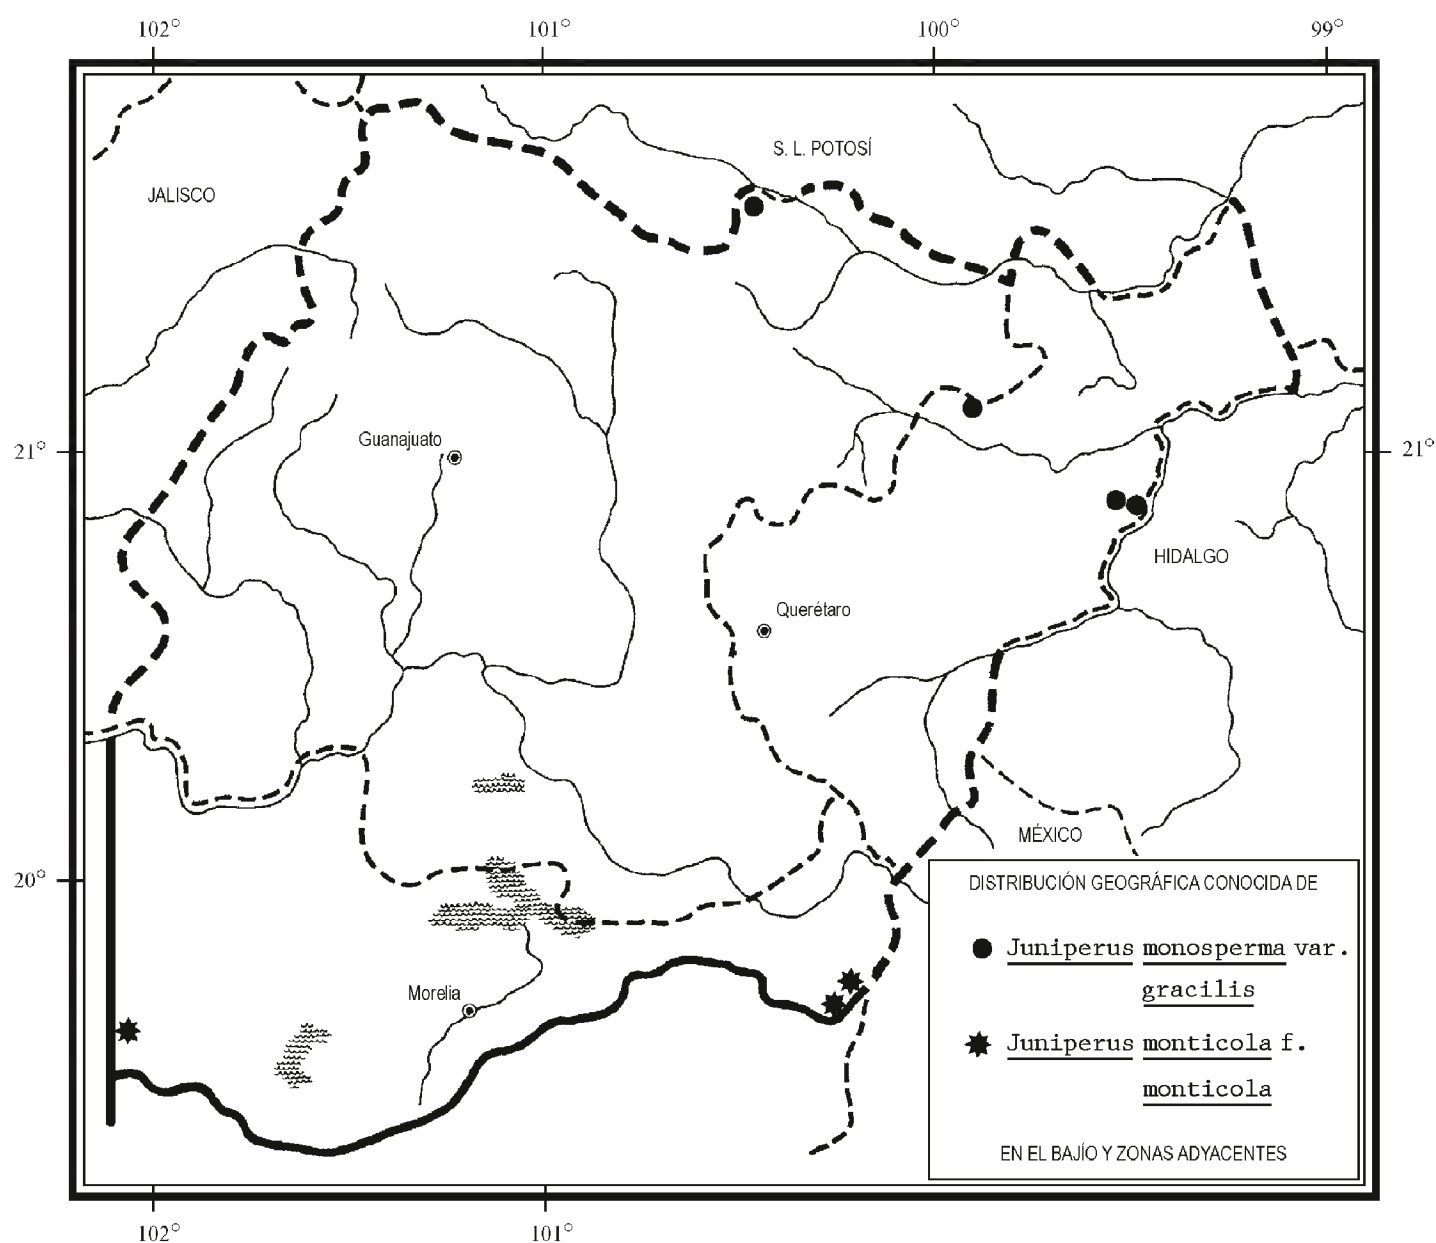 102° 101° 100° 99°
S. L. POTOSÍ
JALISCO
Guanajuato
21° 21°
HIDALGO
Querétaro
MÉXICO
20°
DISTRIBUCIÓN GEOGRÁFICA CONOCIDA DE
Juniperus monosperma var.
gracilis
Morelia
Juniperus monticola f.
monticola
EN EL BAJÍO Y ZONAS ADYACENTES
102° 101°